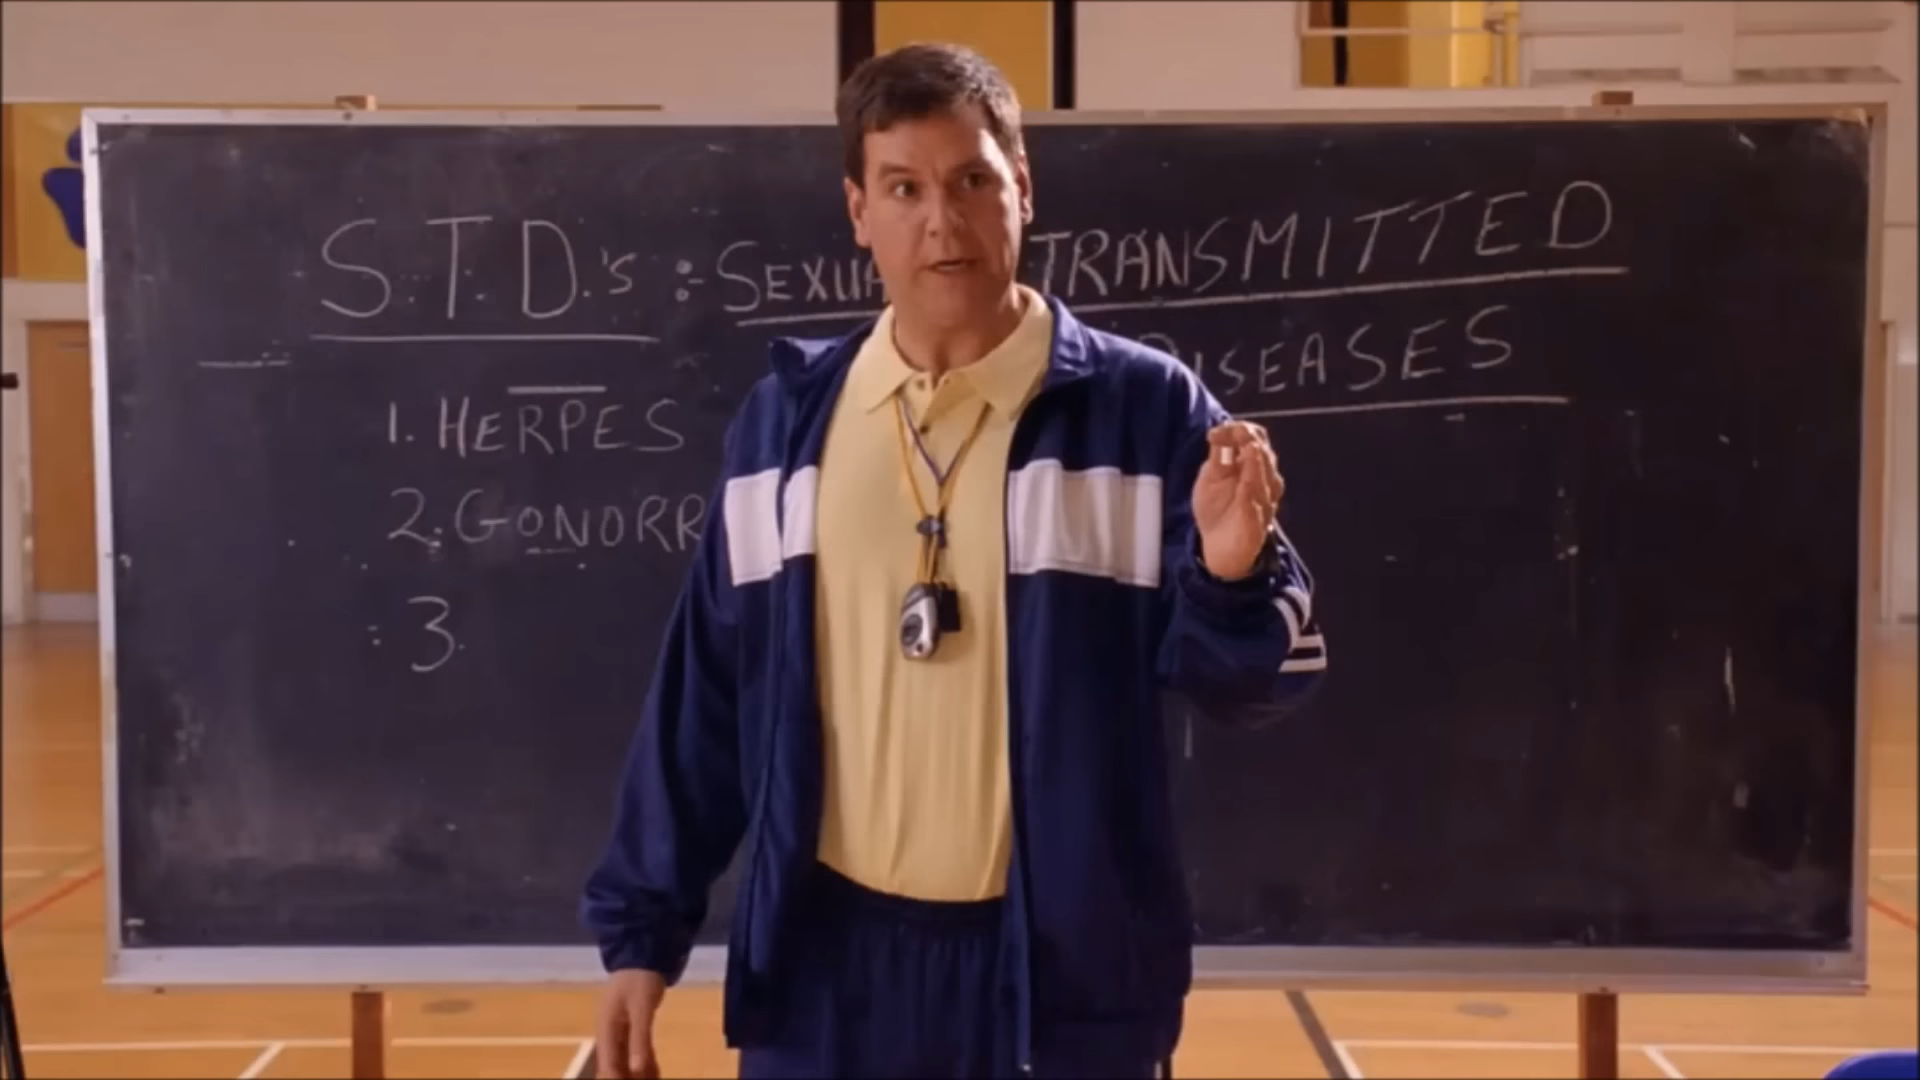 S.T.D.'s :- SEXUA TRANSMITTED
DISEASES
1. HERPES
2. GONORR
3.